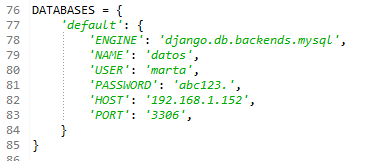 76 DATABASES = {
77 'default': {
78 'ENGINE': 'django.db.backends.mysql',
79 'NAME': 'datos',
80 'USER': 'marta',
81 'PASSWORD': 'abc123.',
82 'HOST': '192.168.1.152',
83 'PORT': '3306',
84 }
85 }
86